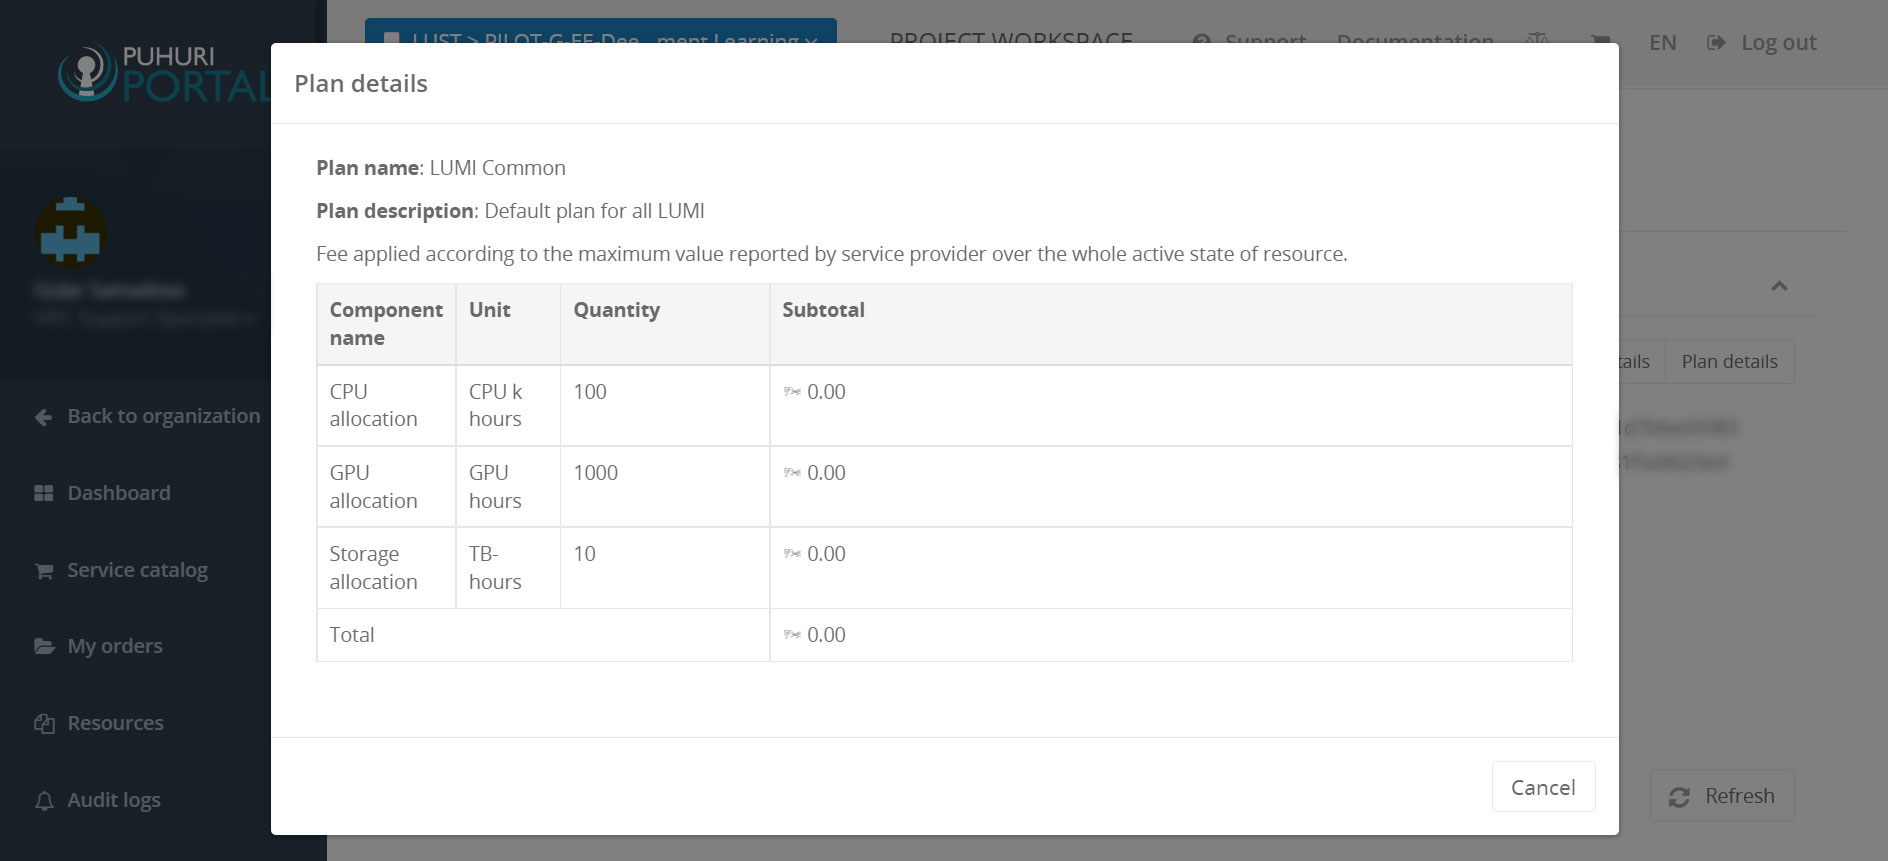 PUHURI
PORTAL
LUST > PILOT-G-EE-Dee...ment Learning
PROJECT WORKSPACE
Support
Documentation
EN
Log out
Plan details
Plan name: LUMI Common
Plan description: Default plan for all LUMI
Fee applied according to the maximum value reported by service provider over the whole active state of resource.
Component name Unit Quantity Subtotal
CPU allocation CPU k hours 100 0.00
GPU allocation GPU hours 1000 0.00
Storage allocation TB-hours 10 0.00
Total 0.00
Cancel
Back to organization
Dashboard
Service catalog
My orders
Resources
Audit logs
tails
Plan details
Refresh